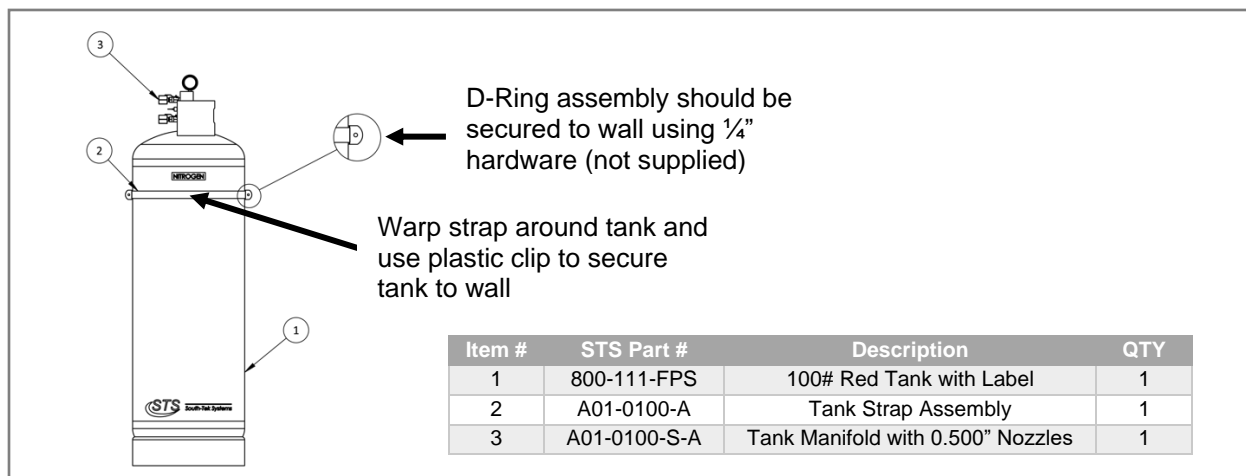 3
D-Ring assembly should be
secured to wall using ¼”
hardware (not supplied)
2
NITROGEN
Warp strap around tank and
use plastic clip to secure
tank to wall
1
Item # STS Part # Description QTY
1 800-111-FPS 100# Red Tank with Label 1
2 A01-0100-A Tank Strap Assembly 1
3 A01-0100-S-A Tank Manifold with 0.500” Nozzles 1
STS South-Tek Systems